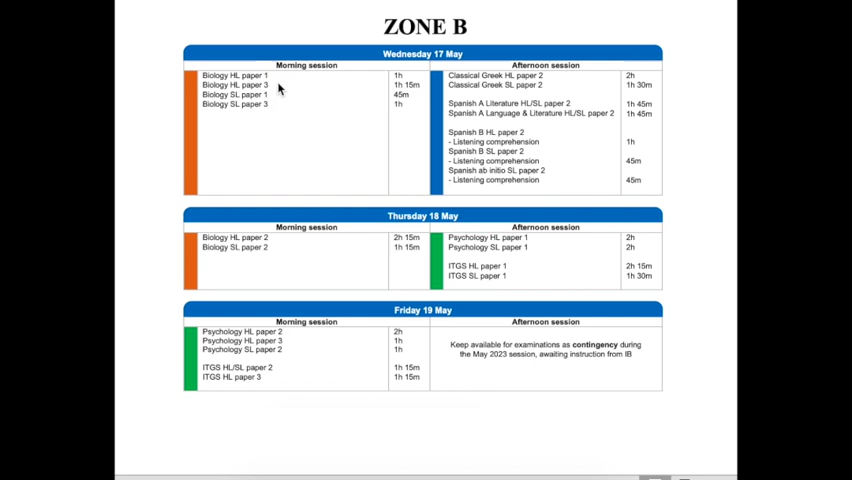 ZONE B
Wednesday 17 May
Morning session
Afternoon session
Biology HL paper 1 1h
Biology HL paper 3 1h 15m
Biology SL paper 1 45m
Biology SL paper 3 1h
Classical Greek HL paper 2 2h
Classical Greek SL paper 2 1h 30m
Spanish A Literature HL/SL paper 2 1h 45m
Spanish A Language & Literature HL/SL paper 2 1h 45m
Spanish B HL paper 2
- Listening comprehension 1h
Spanish B SL paper 2
- Listening comprehension 45m
Spanish ab initio SL paper 2
- Listening comprehension 45m
Thursday 18 May
Morning session
Afternoon session
Biology HL paper 2 2h 15m
Biology SL paper 2 1h 15m
Psychology HL paper 1 2h
Psychology SL paper 1 2h
ITGS HL paper 1 2h 15m
ITGS SL paper 1 1h 30m
Friday 19 May
Morning session
Afternoon session
Psychology HL paper 2 2h
Psychology HL paper 3 1h
Psychology SL paper 2 1h
ITGS HL/SL paper 2 1h 15m
ITGS HL paper 3 1h 15m
Keep available for examinations as contingency during
the May 2023 session, awaiting instruction from IB